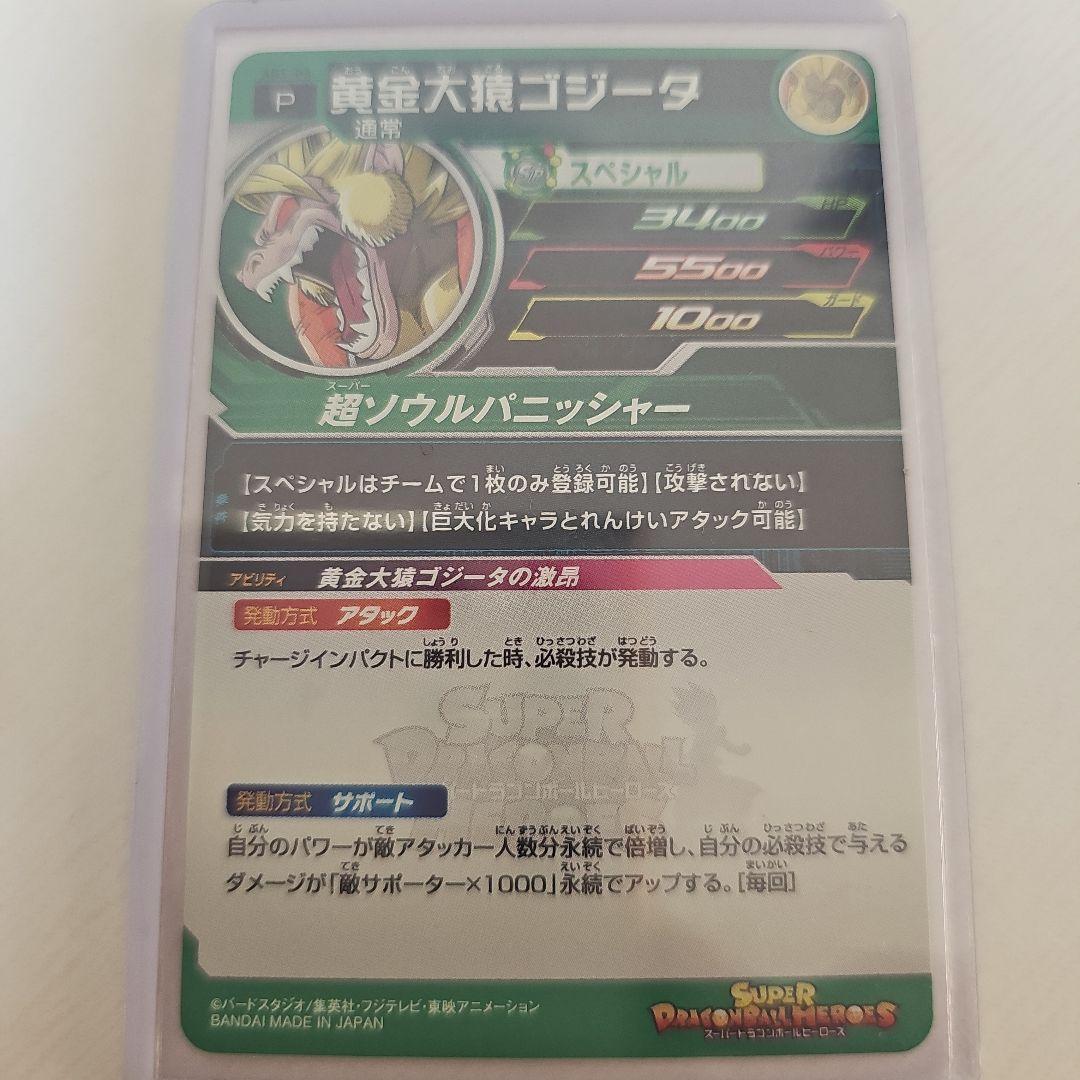 P
黄金大猿ゴジータ
通常
スペシャル
HP
3400
パワー
5500
ガード
1000
スーパー
超ソウルパニッシャー
【スペシャルはチームで1枚のみ登録可能】【攻撃されない】
【気力を持たない】【巨大化キャラとれんけいアタック可能】
アビリティ 黄金大猿ゴジータの激昂
発動方式 アタック
チャージインパクトに勝利した時、必殺技が発動する。
SUPER
DRAGONBALL
発動方式 サポート
自分のパワーが敵アタッカー人数分永続で倍増し、自分の必殺技で与える
ダメージが「敵サポーター×1000」永続でアップする。[毎回]
©バードスタジオ/集英社・フジテレビ・東映アニメーション
BANDAI MADE IN JAPAN
SUPER
DRAGONBALL HEROES
スーパードラゴンボールヒーローズ